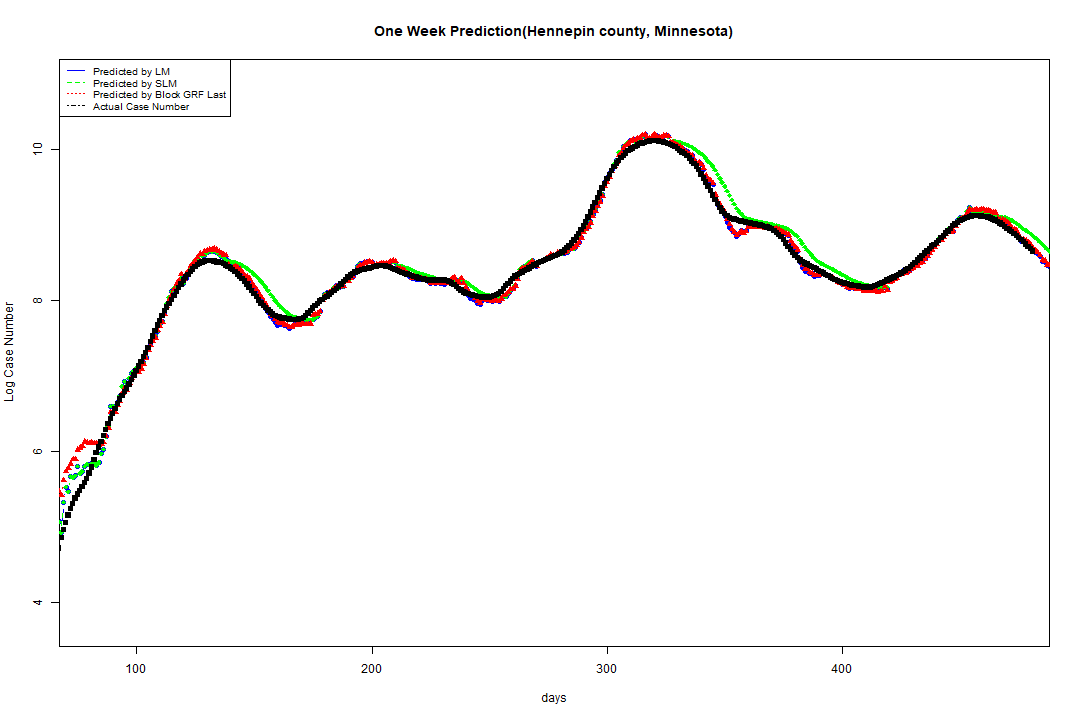 One Week Prediction(Hennepin county, Minnesota)
Predicted by LM
Predicted by SLM
Predicted by Block GRF Last
Actual Case Number
10
8
6
4
Log Case Number
100
200
300
400
days